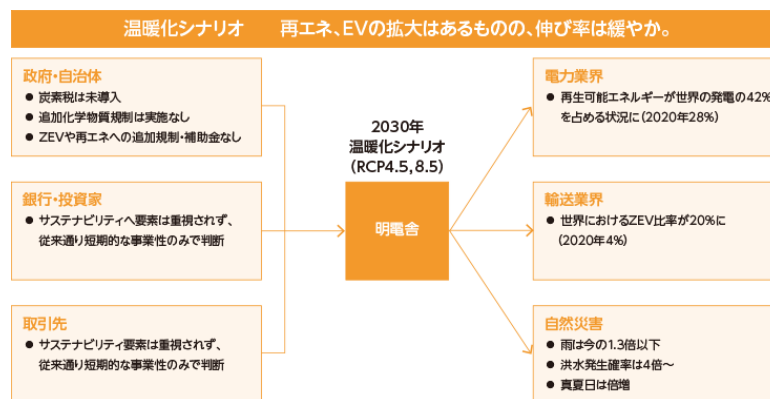 温暖化シナリオ　　再エネ、EVの拡大はあるものの、伸び率は緩やか。
政府・自治体
● 炭素税は未導入
● 追加化学物質規制は実施なし
● ZEVや再エネへの追加規制・補助金なし
銀行・投資家
● サステナビリティへ要素は重視されず、
従来通り短期的な事業性のみで判断
取引先
● サステナビリティ要素は重視されず、
従来通り短期的な事業性のみで判断
2030年
温暖化シナリオ
(RCP4.5, 8.5)
明電舎
電力業界
● 再生可能エネルギーが世界の発電の42%
を占める状況に(2020年28%)
輸送業界
● 世界におけるZEV比率が20%に
(2020年4%)
自然災害
● 雨は今の1.3倍以下
● 洪水発生確率は4倍～
● 真夏日は倍増